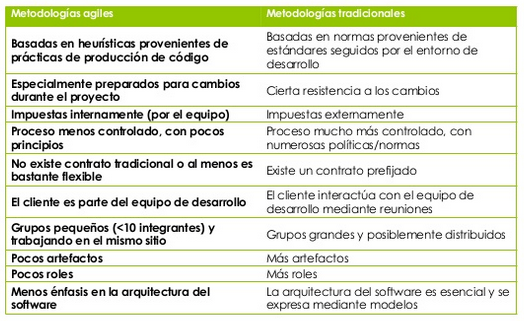 Metodologías agiles
Metodologías tradicionales
Basadas en heurísticas provenientes de
prácticas de producción de código
Basadas en normas provenientes de
estándares seguidos por el entorno de
desarrollo
Especialmente preparados para cambios
durante el proyecto
Cierta resistencia a los cambios
Impuestas internamente (por el equipo)
Impuestas externamente
Proceso menos controlado, con pocos
principios
Proceso mucho más controlado, con
numerosas políticas/normas
No existe contrato tradicional o al menos es
bastante flexible
Existe un contrato prefijado
El cliente es parte del equipo de desarrollo
El cliente interactúa con el equipo de
desarrollo mediante reuniones
Grupos pequeños (<10 integrantes) y
trabajando en el mismo sitio
Grupos grandes y posiblemente distribuidos
Pocos artefactos
Más artefactos
Pocos roles
Más roles
Menos énfasis en la arquitectura del
software
La arquitectura del software es esencial y se
expresa mediante modelos